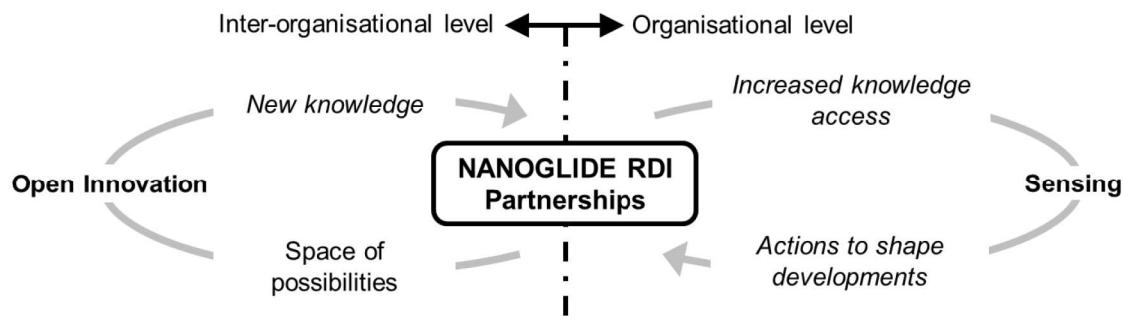 Inter-organisational level
Organisational level
New knowledge
Increased knowledge
access
Open Innovation
NANOGLIDE RDI
Partnerships
Sensing
Space of
possibilities
Actions to shape
developments